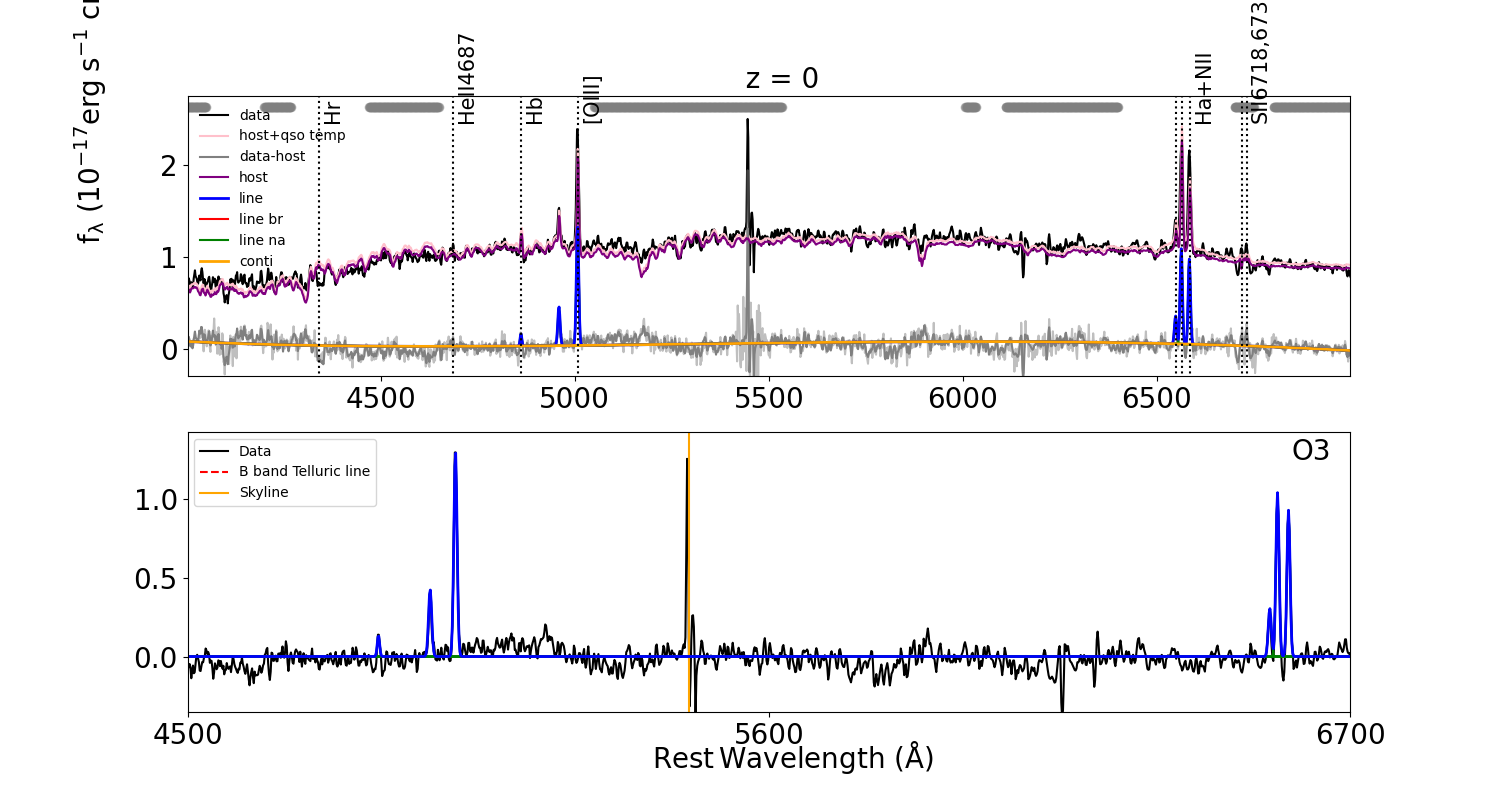 z = 0
f_λ (10⁻¹⁷erg s⁻¹
Hr
HeII4687
Hb
[OIII]
Ha+NII
SII6718,673
data
host+qso temp
data-host
host
line
line br
line na
conti
2
1
0
4500
5000
5500
6000
6500
O3
Data
B band Telluric line
Skyline
1.0
0.5
0.0
4500
5600
6700
Rest Wavelength (Å)